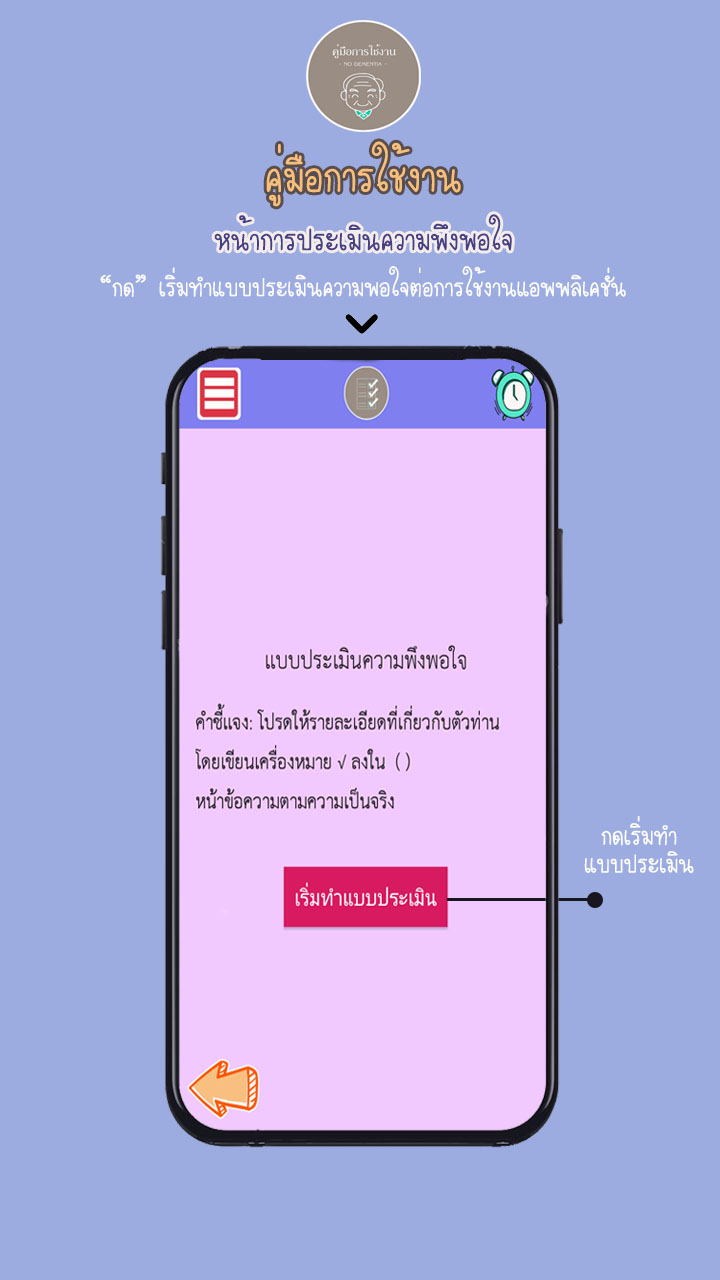 คู่มือการใช้งาน
- NO DEMENTIA -
คู่มือการใช้งาน
หน้าการประเมินความพึงพอใจ
“กด” เริ่มทำแบบประเมินความพอใจต่อการใช้งานแอพพลิเคชั่น
แบบประเมินความพึงพอใจ
คำชี้แจง: โปรดให้รายละเอียดที่เกี่ยวกับตัวท่าน
โดยเขียนเครื่องหมาย √ ลงใน ( )
หน้าข้อความตามความเป็นจริง
กดเริ่มทำ
แบบประเมิน
เริ่มทำแบบประเมิน